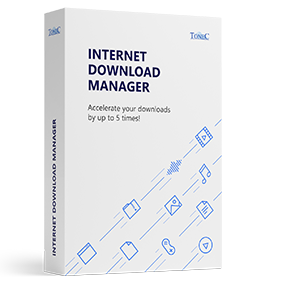 TONEC
INTERNET
DOWNLOAD
MANAGER
Accelerate your downloads
by up to 5 times!
INTERNET DOWNLOAD MANAGER